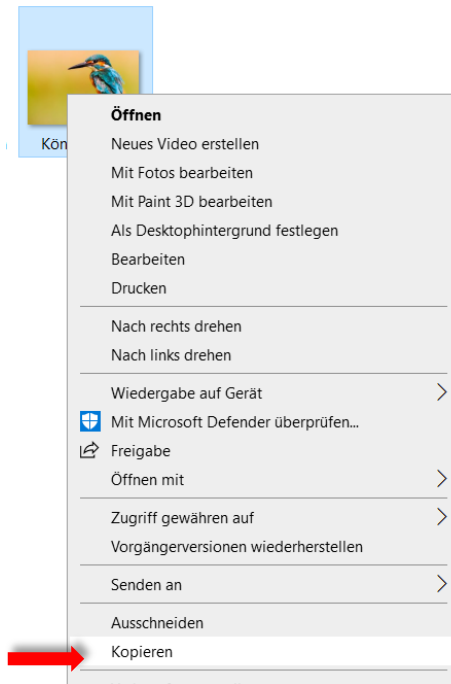 Kön
Öffnen
Neues Video erstellen
Mit Fotos bearbeiten
Mit Paint 3D bearbeiten
Als Desktophintergrund festlegen
Bearbeiten
Drucken
Nach rechts drehen
Nach links drehen
Wiedergabe auf Gerät
Mit Microsoft Defender überprüfen...
Freigabe
Öffnen mit
Zugriff gewähren auf
Vorgängerversionen wiederherstellen
Senden an
Ausschneiden
Kopieren